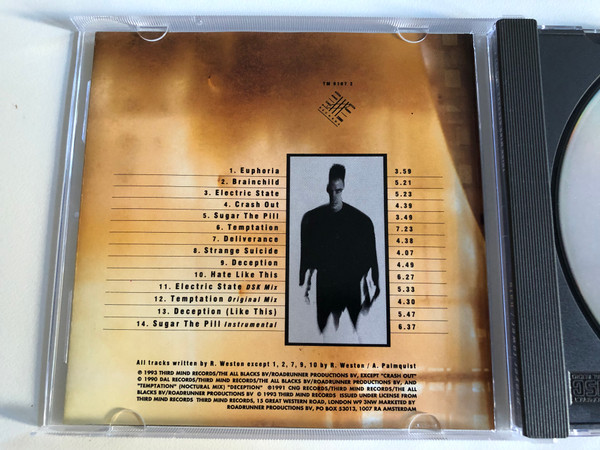 TM 9167 2
1. Euphoria 3.59
2. Brainchild 5.21
3. Electric State 5.23
4. Crash Out 4.39
5. Sugar The Pill 3.49
6. Temptation 7.23
7. Deliverance 4.38
8. Strange Suicide 4.07
9. Deception 4.49
10. Hate Like This 6.27
11. Electric State DSK Mix 5.33
12. Temptation Original Mix 4.30
13. Deception (Like This) 5.47
14. Sugar The Pill Instrumental 6.37
All tracks written by R. Weston except 1, 2, 7, 9, 10 by R. Weston / A. Palmquist
℗ 1993 THIRD MIND RECORDS/THE ALL BLACKS BV/ROADRUNNER PRODUCTIONS BV, EXCEPT "CRASH OUT"
© 1990 DAL RECORDS/THIRD MIND RECORDS/THE ALL BLACKS BV/ROADRUNNER PRODUCTIONS BV, AND
"TEMPTATION" (NOCTURAL MIX) "DECEPTION" ℗1991 CND RECORDS/THIRD MIND RECORDS/THE ALL
BLACKS BV/ROADRUNNER PRODUCTIONS BV © 1993 THIRD MIND RECORDS ISSUED UNDER LICENSE FROM
THIRD MIND RECORDS THIRD MIND RECORDS, 15 GREAT WESTERN ROAD, LONDON W9 3NW MARKETED BY
ROADRUNNER PRODUCTIONS BV, PO BOX 53013, 1007 RA AMSTERDAM